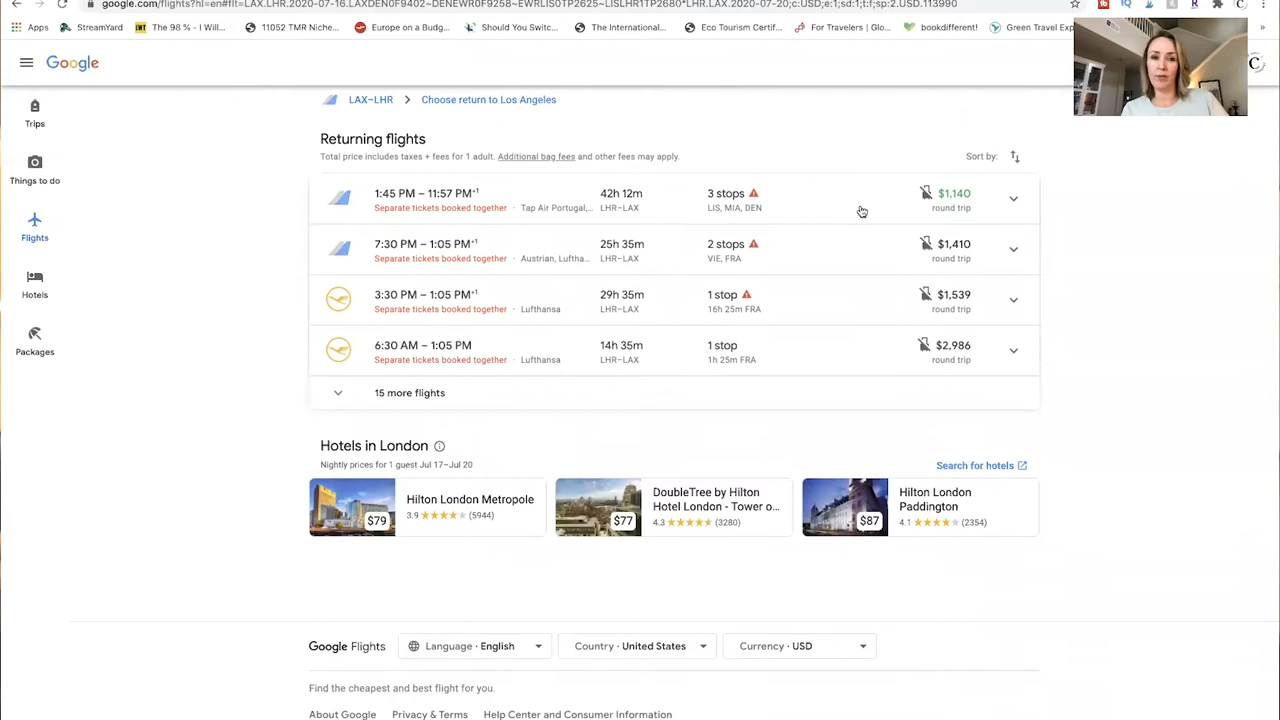 google.com/flights?hl=en#flt=LAX.LHR.2020-07-16.LAXDEN0F9402~DENEWR0F9258~EWRLIS0TP2625~LISLHR1TP2680*LHR.LAX.2020-07-20;c:USD;e:1;sd:1;t:f;sp:2.USD.113990
Apps StreamYard The 98 % – I Will... 11052 TMR Niche... Europe on a Budg... Should You Switc... The International... Eco Tourism Certif... For Travelers | Glo... bookdifferent! Green Travel Exp »
Google
LAX–LHR Choose return to Los Angeles
Trips
Returning flights
Total price includes taxes + fees for 1 adult. Additional bag fees and other fees may apply.
Sort by:
Things to do
1:45 PM – 11:57 PM+1 42h 12m 3 stops $1,140
Separate tickets booked together · Tap Air Portugal,... LHR–LAX LIS, MIA, DEN round trip
Flights
7:30 PM – 1:05 PM+1 25h 35m 2 stops $1,410
Separate tickets booked together · Austrian, Luftha... LHR–LAX VIE, FRA round trip
Hotels
3:30 PM – 1:05 PM+1 29h 35m 1 stop $1,539
Separate tickets booked together · Lufthansa LHR–LAX 16h 25m FRA round trip
Packages
6:30 AM – 1:05 PM 14h 35m 1 stop $2,986
Separate tickets booked together · Lufthansa LHR–LAX 1h 25m FRA round trip
15 more flights
Hotels in London
Nightly prices for 1 guest Jul 17–Jul 20
Search for hotels
Hilton London Metropole
3.9 (5944)
$79
DoubleTree by Hilton
Hotel London - Tower o...
4.3 (3280)
$77
Hilton London
Paddington
4.1 (2354)
$87
Google Flights Language · English Country · United States Currency · USD
Find the cheapest and best flight for you.
About Google Privacy & Terms Help Center and Consumer Information